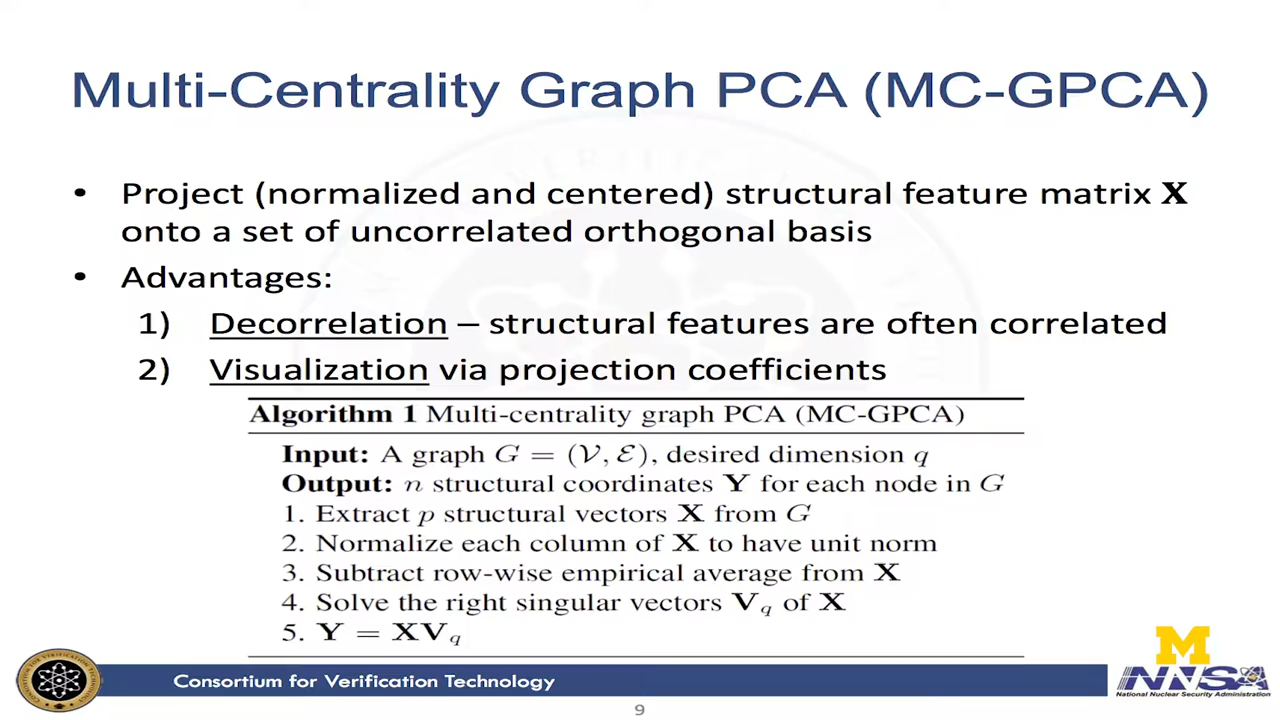 Multi-Centrality Graph PCA (MC-GPCA)
• Project (normalized and centered) structural feature matrix X
onto a set of uncorrelated orthogonal basis
• Advantages:
1) Decorrelation – structural features are often correlated
2) Visualization via projection coefficients
Algorithm 1 Multi-centrality graph PCA (MC-GPCA)
Input: A graph G = (𝒱, ℰ), desired dimension q
Output: n structural coordinates Y for each node in G
1. Extract p structural vectors X from G
2. Normalize each column of X to have unit norm
3. Subtract row-wise empirical average from X
4. Solve the right singular vectors V_q of X
5. Y = XV_q
Consortium for Verification Technology
M
NNSA
National Nuclear Security Administration
9